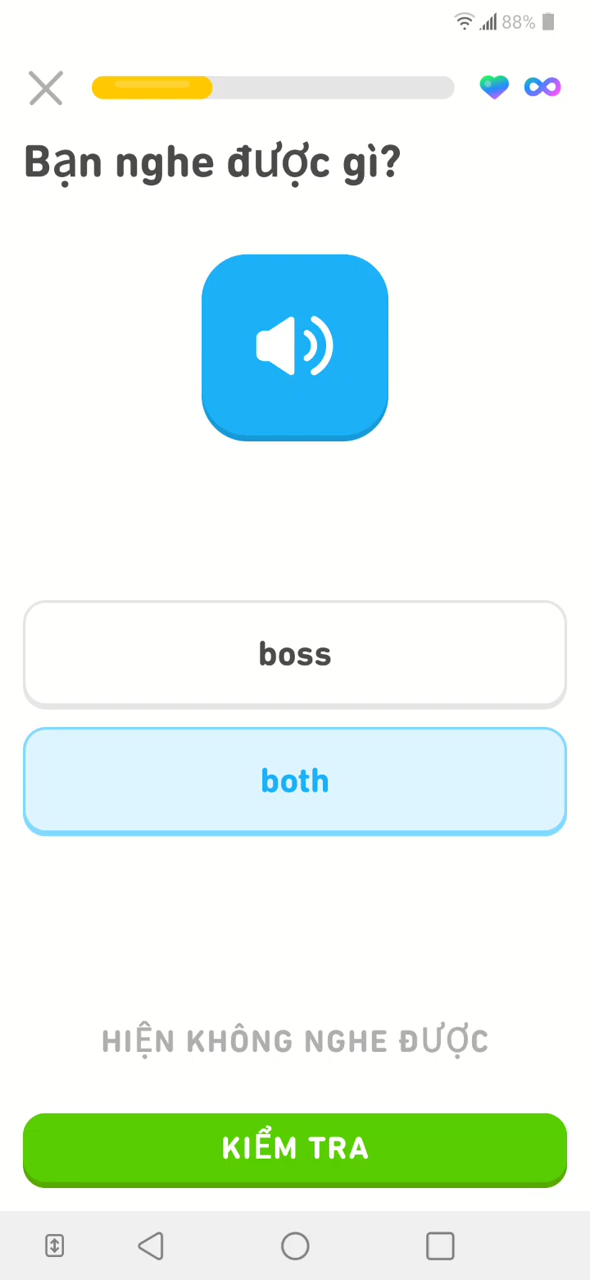 88%
Bạn nghe được gì?
boss
both
HIỆN KHÔNG NGHE ĐƯỢC
KIỂM TRA